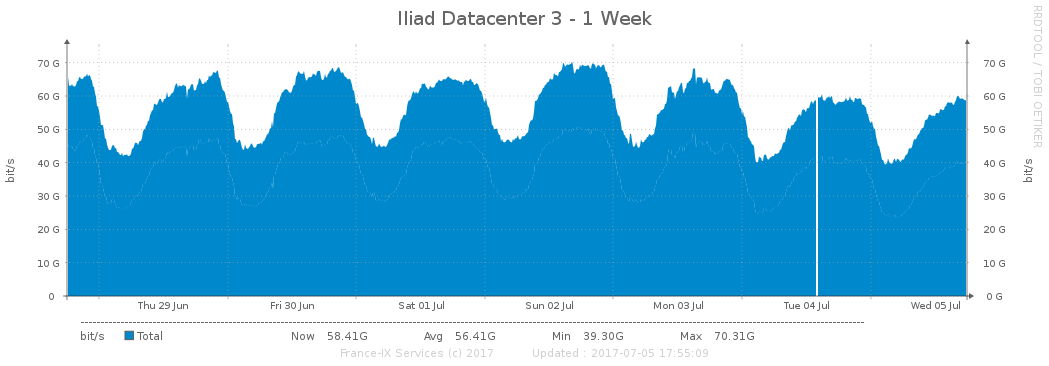 Iliad Datacenter 3 - 1 Week
RRDTOOL / TOBI OETIKER
70 G 70 G
60 G 60 G
50 G 50 G
40 G 40 G
30 G 30 G
20 G 20 G
10 G 10 G
0 0 G
bit/s bit/s
Thu 29 Jun Fri 30 Jun Sat 01 Jul Sun 02 Jul Mon 03 Jul Tue 04 Jul Wed 05 Jul
bit/s Total Now 58.41G Avg 56.41G Min 39.30G Max 70.31G
France-IX Services (c) 2017 Updated : 2017-07-05 17:55:09